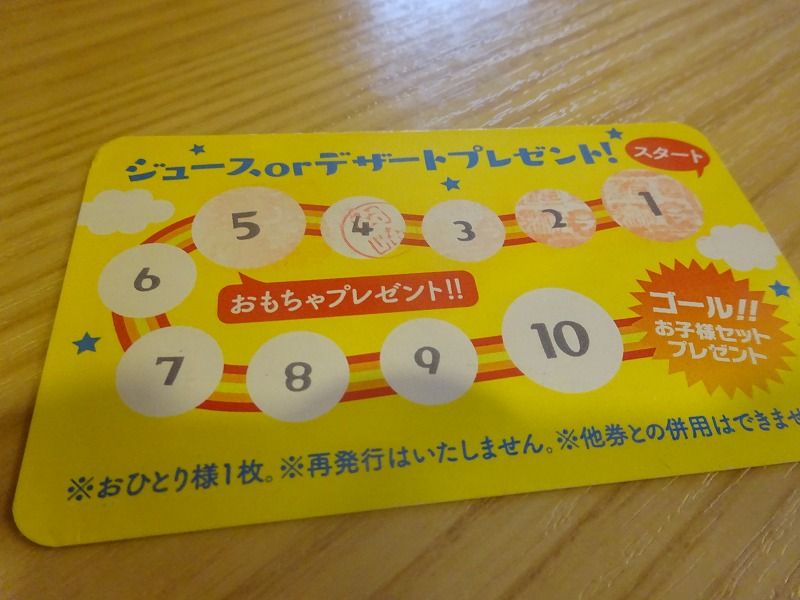 ジュースorデザートプレゼント!
スタート
1
2
3
4
5
おもちゃプレゼント!!
6
7
8
9
10
ゴール!!
お子様セット
プレゼント
※おひとり様1枚。※再発行はいたしません。※他券との併用はできませ